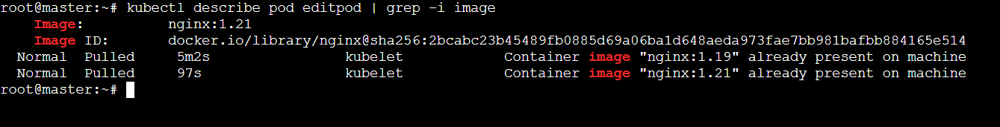 root@master:~# kubectl describe pod editpod | grep -i image
    Image:          nginx:1.21
    Image ID:       docker.io/library/nginx@sha256:2bcabc23b45489fb0885d69a06ba1d648aeda973fae7bb981bafbb884165e514
  Normal  Pulled     5m2s                kubelet            Container image "nginx:1.19" already present on machine
  Normal  Pulled     97s                 kubelet            Container image "nginx:1.21" already present on machine
root@master:~#